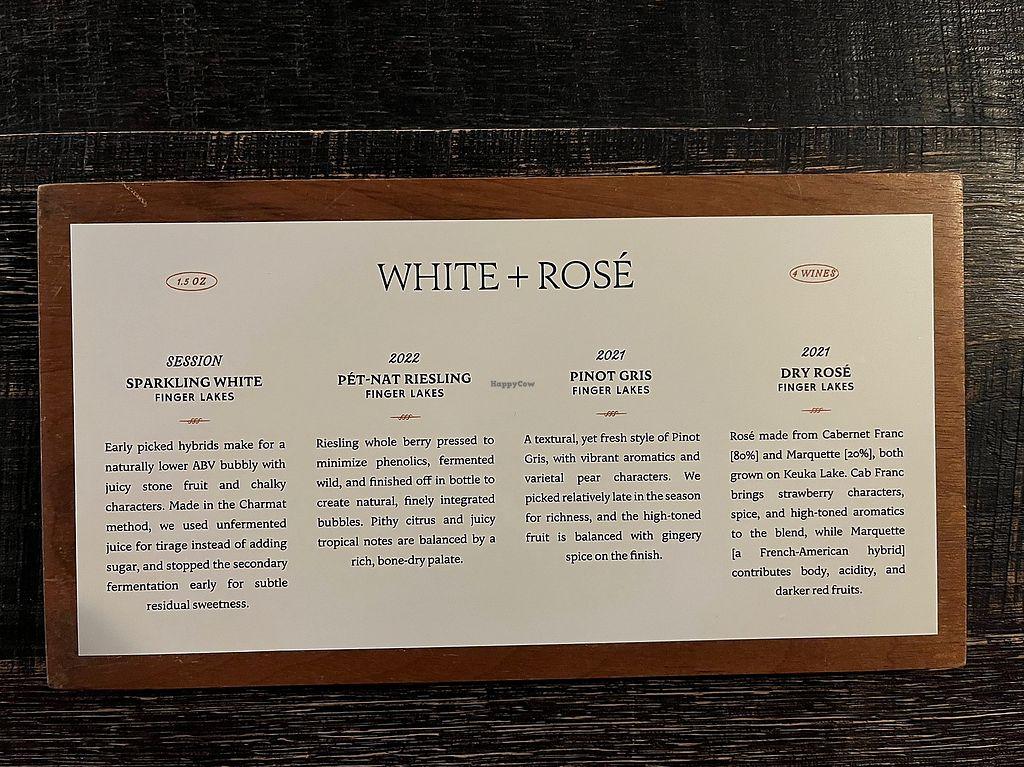 WHITE + ROSÉ
1.5 OZ
4 WINES
SESSION
SPARKLING WHITE
FINGER LAKES
Early picked hybrids make for a
naturally lower ABV bubbly with
juicy stone fruit and chalky
characters. Made in the Charmat
method, we used unfermented
juice for tirage instead of adding
sugar, and stopped the secondary
fermentation early for subtle
residual sweetness.
2022
PÉT-NAT RIESLING
FINGER LAKES
Riesling whole berry pressed to
minimize phenolics, fermented
wild, and finished off in bottle to
create natural, finely integrated
bubbles. Pithy citrus and juicy
tropical notes are balanced by a
rich, bone-dry palate.
HappyCow
2021
PINOT GRIS
FINGER LAKES
A textural, yet fresh style of Pinot
Gris, with vibrant aromatics and
varietal pear characters. We
picked relatively late in the season
for richness, and the high-toned
fruit is balanced with gingery
spice on the finish.
2021
DRY ROSÉ
FINGER LAKES
Rosé made from Cabernet Franc
[80%] and Marquette [20%], both
grown on Keuka Lake. Cab Franc
brings strawberry characters,
spice, and high-toned aromatics
to the blend, while Marquette
[a French-American hybrid]
contributes body, acidity, and
darker red fruits.